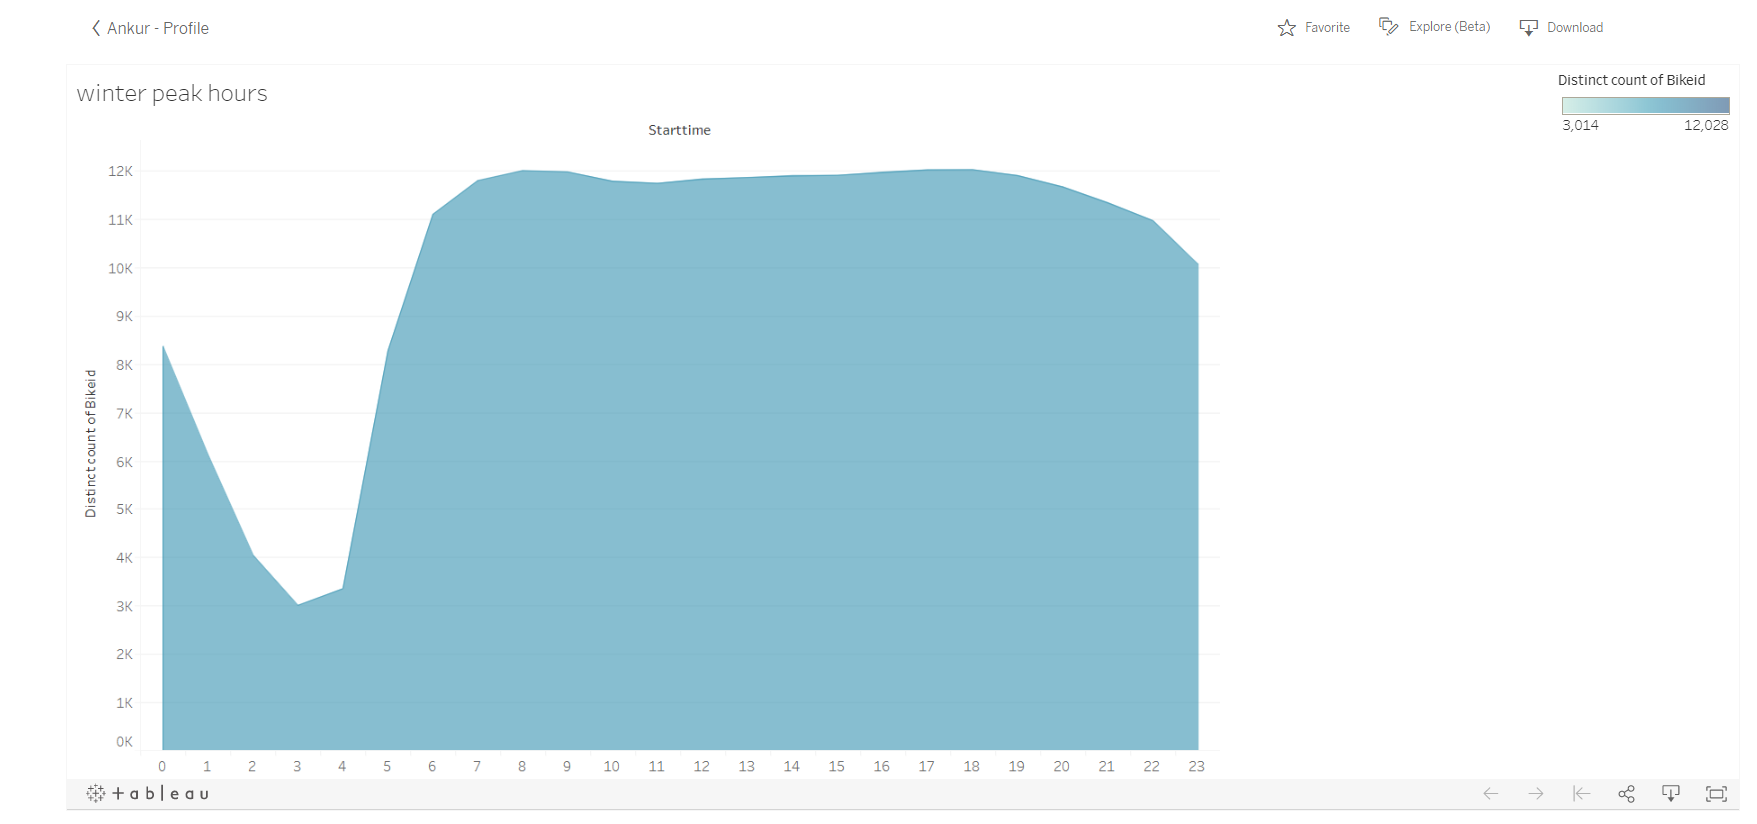 Ankur - Profile
Favorite
Explore (Beta)
Download
winter peak hours
Distinct count of Bikeid
3,014 12,028
Starttime
Distinct count of Bikeid
12K
11K
10K
9K
8K
7K
6K
5K
4K
3K
2K
1K
0K
0 1 2 3 4 5 6 7 8 9 10 11 12 13 14 15 16 17 18 19 20 21 22 23
+ a b l e a u